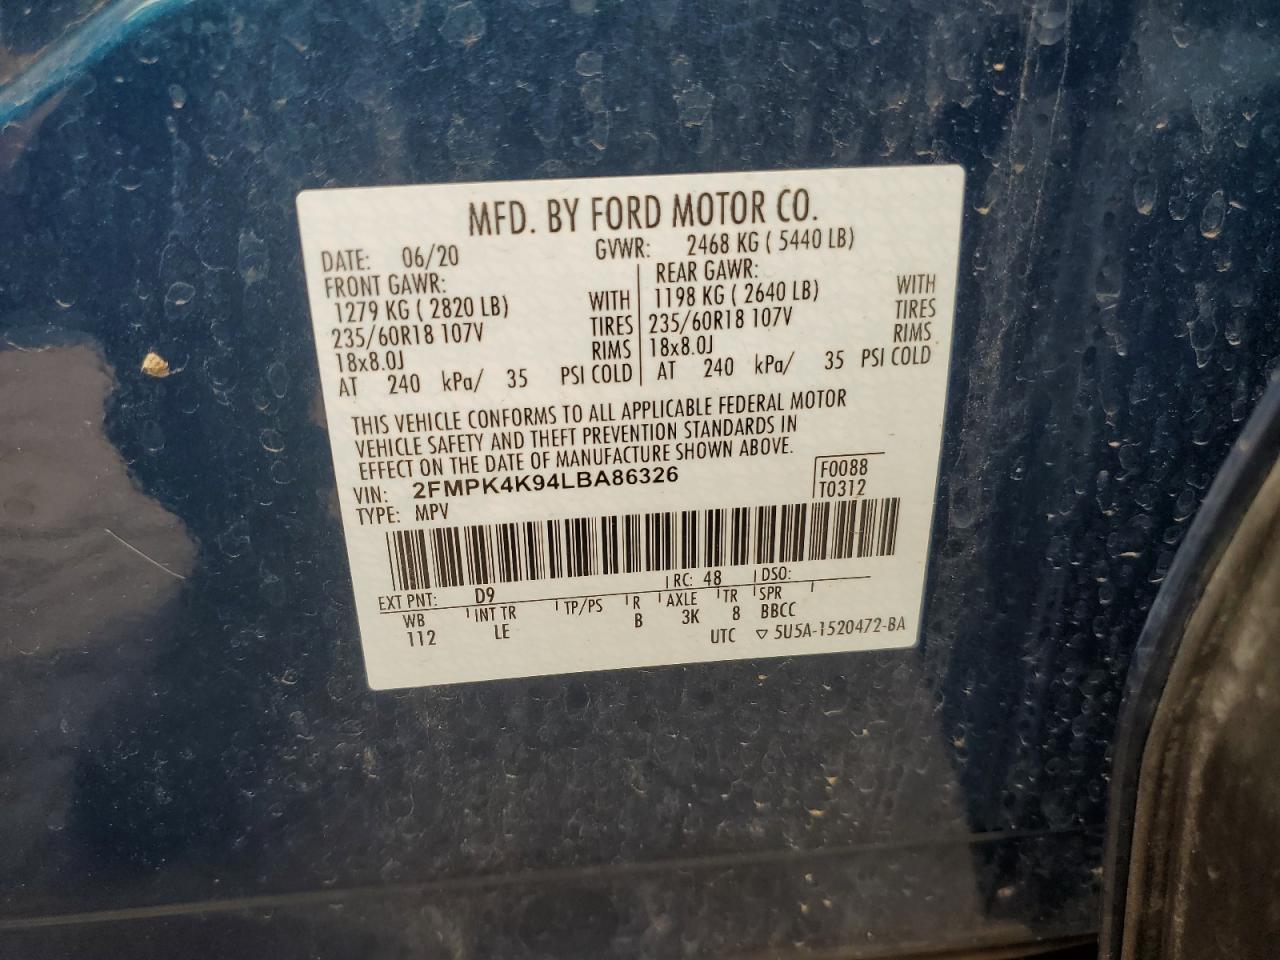 MFD. BY FORD MOTOR CO.
DATE: 06/20 GVWR: 2468 KG ( 5440 LB)
FRONT GAWR: REAR GAWR:
1279 KG ( 2820 LB) WITH 1198 KG ( 2640 LB) WITH
235/60R18 107V TIRES 235/60R18 107V TIRES
18x8.0J RIMS 18x8.0J RIMS
AT 240 kPa/ 35 PSI COLD AT 240 kPa/ 35 PSI COLD
THIS VEHICLE CONFORMS TO ALL APPLICABLE FEDERAL MOTOR
VEHICLE SAFETY AND THEFT PREVENTION STANDARDS IN
EFFECT ON THE DATE OF MANUFACTURE SHOWN ABOVE.
VIN: 2FMPK4K94LBA86326 F0088
TYPE: MPV T0312
EXT PNT: D9 RC: 48 DSO:
WB INT TR TP/PS R AXLE TR SPR
112 LE B 3K 8 BBCC
UTC ▽ 5U5A-1520472-BA